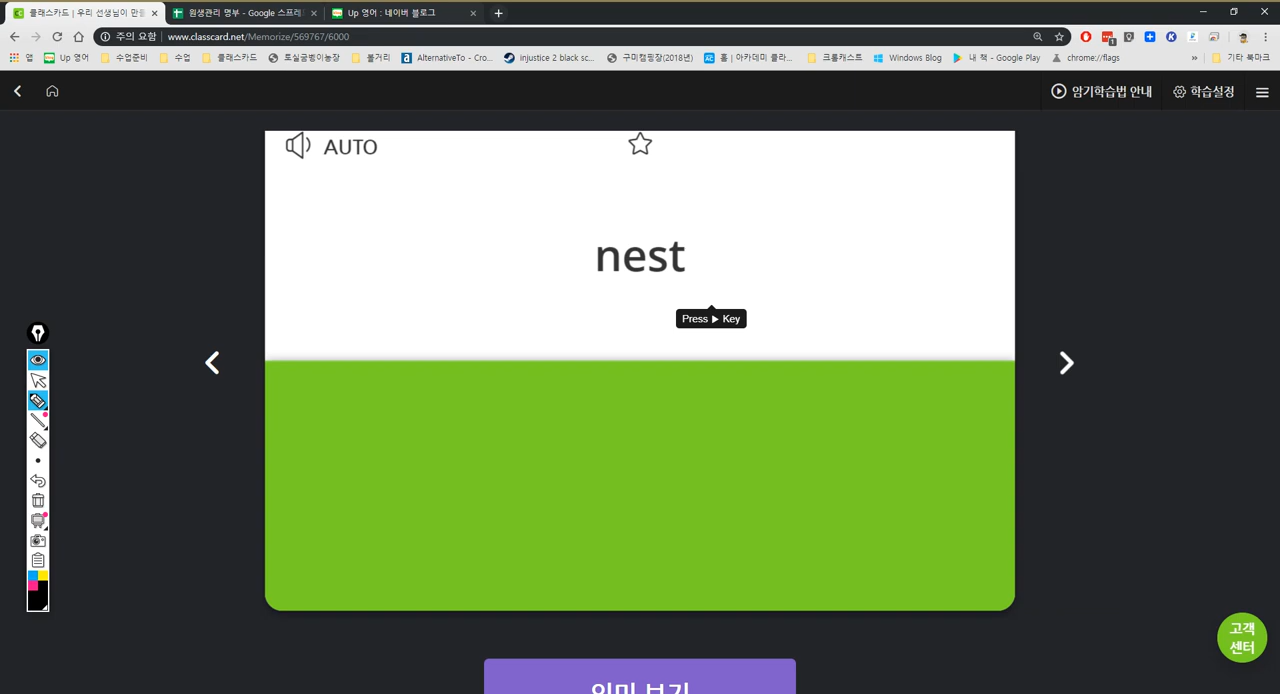 클래스카드 | 우리 선생님이 만든
원생관리 명부 - Google 스프레
Up 영어 : 네이버 블로그
주의 요함 | www.classcard.net/Memorize/569767/6000
앱
Up 영어
수업준비
수업
클래스카드
토실공벵이농장
볼거리
AlternativeTo - Cro...
Injustice 2 black sc...
구미캠핑장(2018년)
홈 | 아카데미 클라...
크롬캐스트
Windows Blog
내 책 - Google Play
chrome://flags
»
기타 북마크
암기학습법 안내
학습설정
AUTO
nest
Press ▶ Key
고객
센터
의미 보기